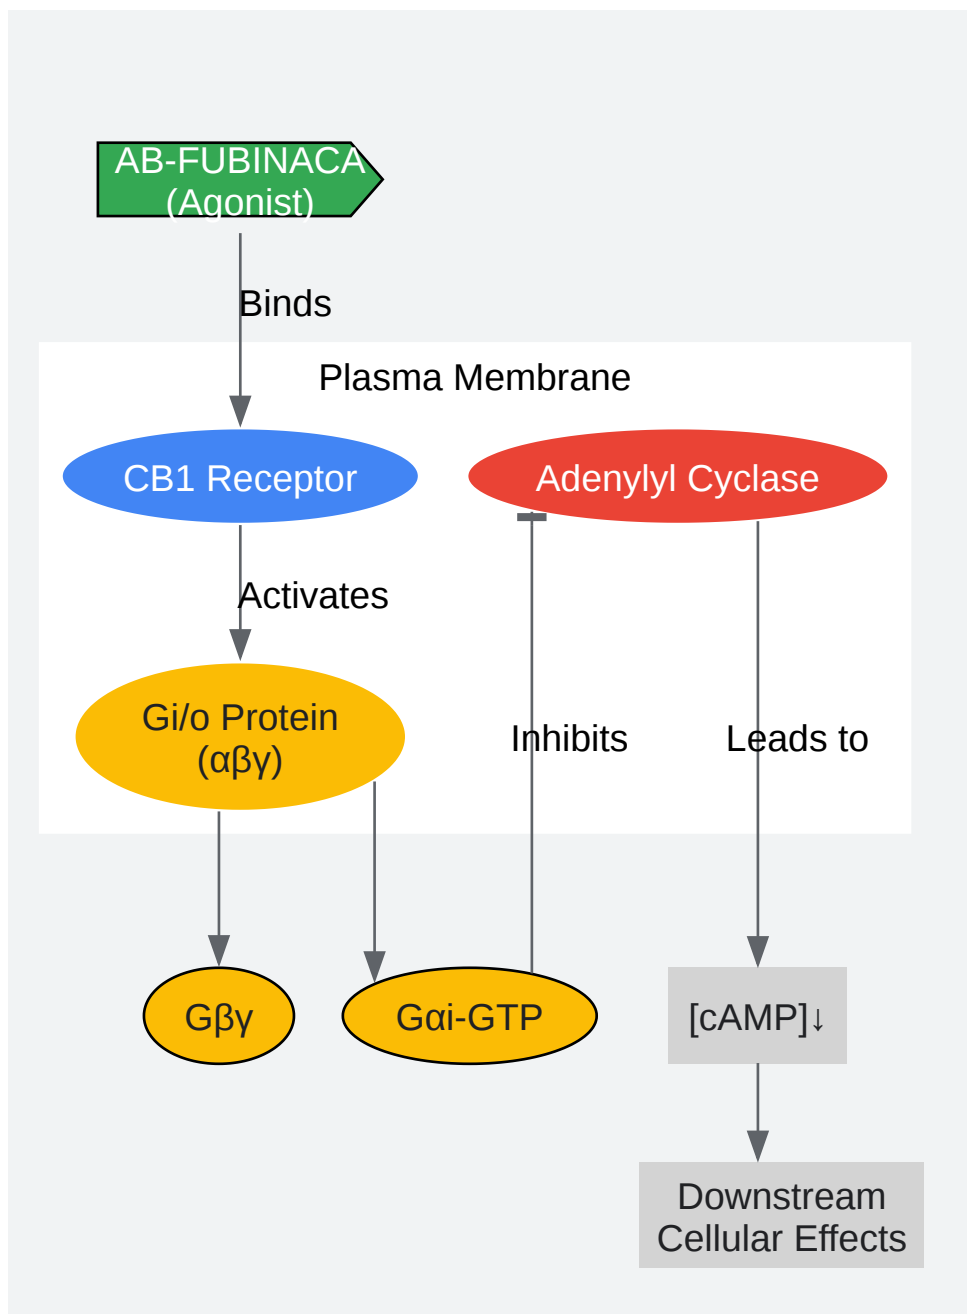 AB-FUBINACA
(Agonist)
Binds
Plasma Membrane
CB1 Receptor
Adenylyl Cyclase
Activates
Gi/o Protein
(αβγ)
Inhibits
Leads to
Gβγ
Gαi-GTP
[cAMP]↓
Downstream
Cellular Effects